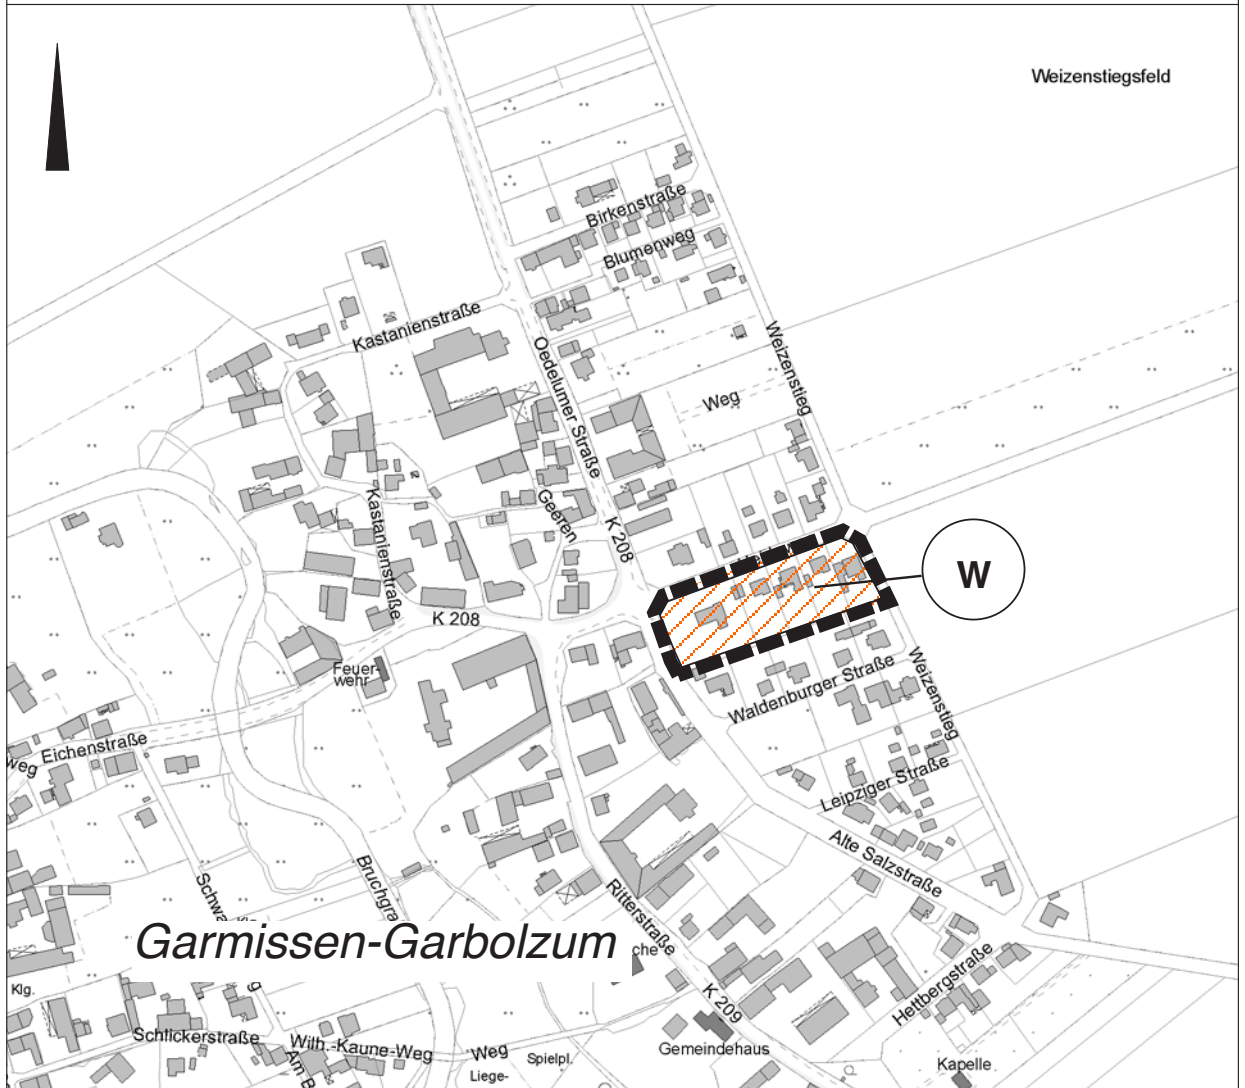 Weizenstiegsfeld
Birkenstraße
Blumenweg
Kastanienstraße
Oedelumer Straße
Weizenstieg
Weg
Kastanienstraße
Geeren
K 208
W
K 208
Feuer-
wehr
Waldenburger Straße
Weizenstieg
Eichenstraße
weg
Leipziger Straße
Alte Salzstraße
Ritterstraße
Garmissen-Garbolzum
che
Klg.
K 209
Hettbergstraße
Schlickerstraße
Wilh.-Kaune-Weg
Weg
Spielpl.
Liege-
Gemeindehaus
Kapelle